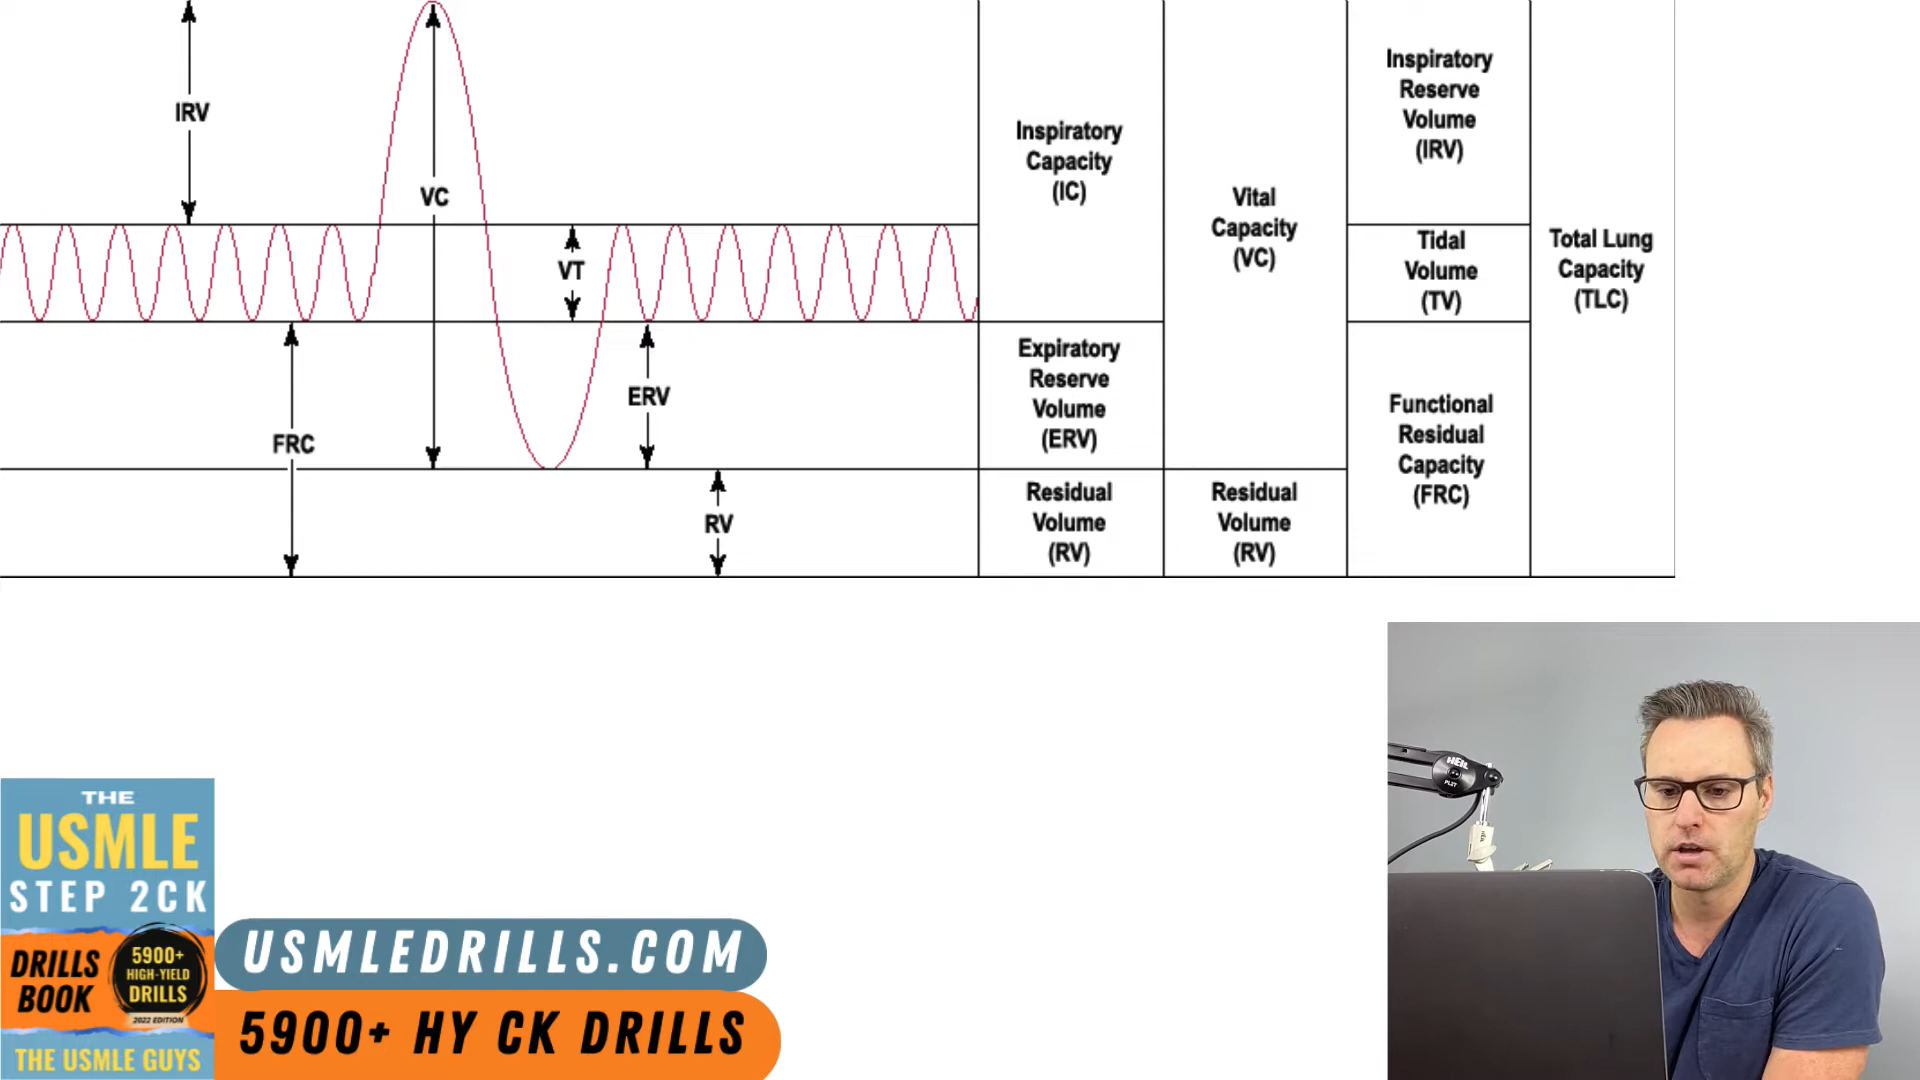 IRV
VC
VT
FRC
ERV
RV
Inspiratory
Capacity
(IC)
Expiratory
Reserve
Volume
(ERV)
Residual
Volume
(RV)
Vital
Capacity
(VC)
Residual
Volume
(RV)
Inspiratory
Reserve
Volume
(IRV)
Tidal
Volume
(TV)
Functional
Residual
Capacity
(FRC)
Total Lung
Capacity
(TLC)
THE
USMLE
STEP 2CK
DRILLS
BOOK
5900+
HIGH-YIELD
DRILLS
2022 EDITION
THE USMLE GUYS
USMLEDRILLS.COM
5900+ HY CK DRILLS
HEIL
PL2T